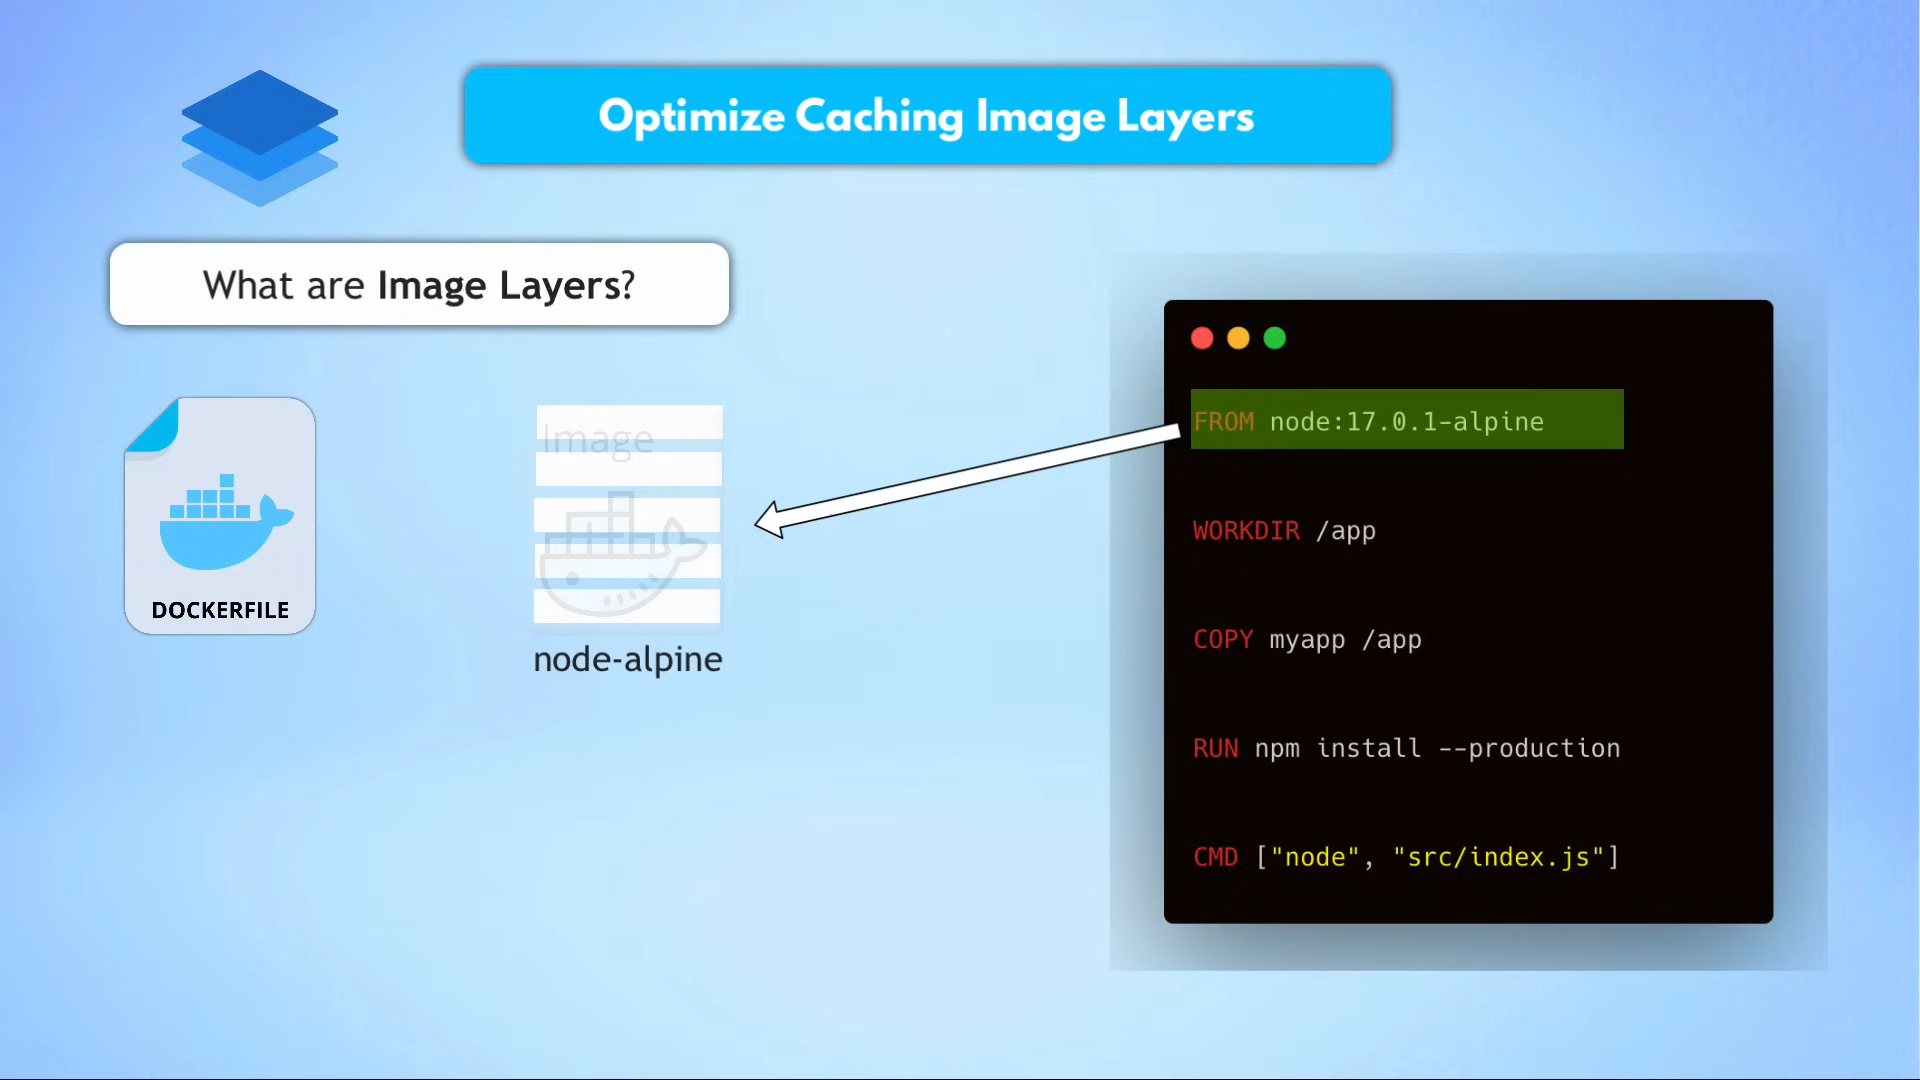 Optimize Caching Image Layers
What are Image Layers?
DOCKERFILE
Image
node-alpine
FROM node:17.0.1-alpine
WORKDIR /app
COPY myapp /app
RUN npm install --production
CMD ["node", "src/index.js"]